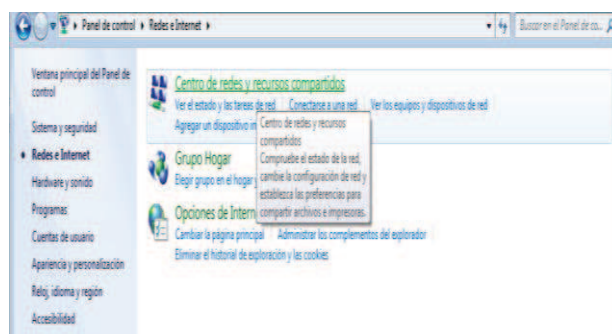 Panel de control ▸ Redes e Internet ▸
Buscar en el Panel de co...
Ventana principal del Panel de
control
Sistema y seguridad
Redes e Internet
Hardware y sonido
Programas
Cuentas de usuario
Apariencia y personalización
Reloj, idioma y región
Accesibilidad
Centro de redes y recursos compartidos
Ver el estado y las tareas de red Conectarse a una red Ver los equipos y dispositivos de red
Agregar un dispositivo
Centro de redes y recursos
compartidos
Compruebe el estado de la red,
cambie la configuración de red y
establezca las preferencias para
compartir archivos e impresoras.
Grupo Hogar
Elegir grupo en el hogar y
Opciones de Intern
Cambiar la página principal Administrar los complementos del explorador
Eliminar el historial de exploración y las cookies